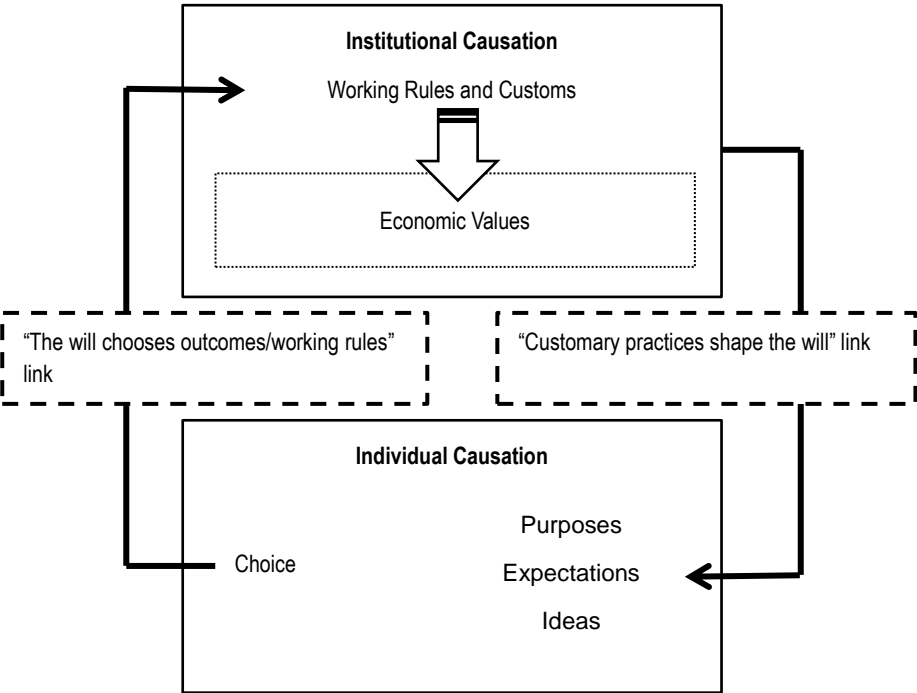 Institutional Causation
Working Rules and Customs
Economic Values
“The will chooses outcomes/working rules”
link
“Customary practices shape the will” link
Individual Causation
Purposes
Choice
Expectations
Ideas